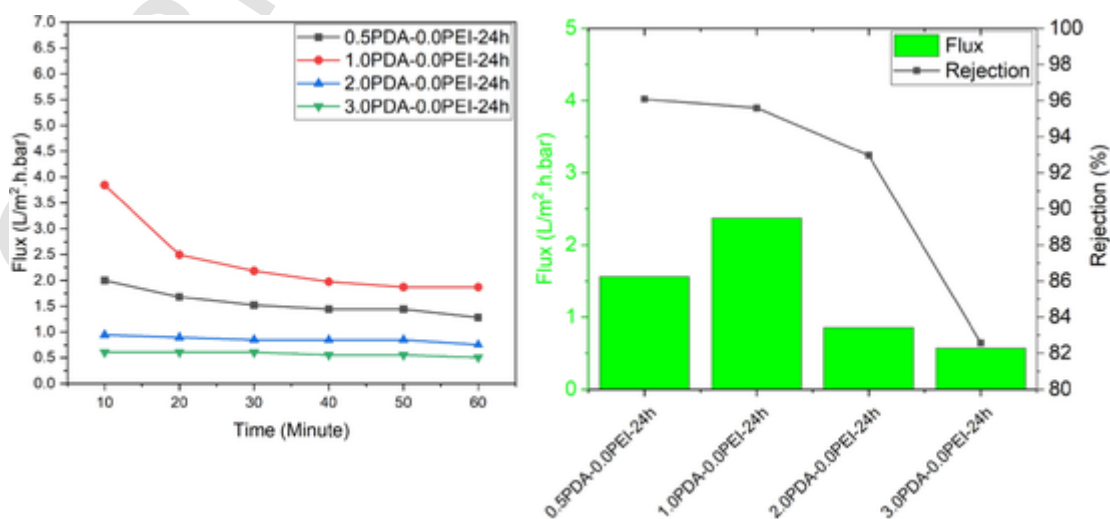 7.0
6.5
6.0
5.5
5.0
4.5
4.0
3.5
3.0
2.5
2.0
1.5
1.0
0.5
0.0
Flux (L/m².h.bar)
10 20 30 40 50 60
Time (Minute)
0.5PDA-0.0PEI-24h
1.0PDA-0.0PEI-24h
2.0PDA-0.0PEI-24h
3.0PDA-0.0PEI-24h
5
4
3
2
1
0
Flux (L/m².h.bar)
Flux
Rejection
100
98
96
94
92
90
88
86
84
82
80
Rejection (%)
0.5PDA-0.0PEI-24h
1.0PDA-0.0PEI-24h
2.0PDA-0.0PEI-24h
3.0PDA-0.0PEI-24h